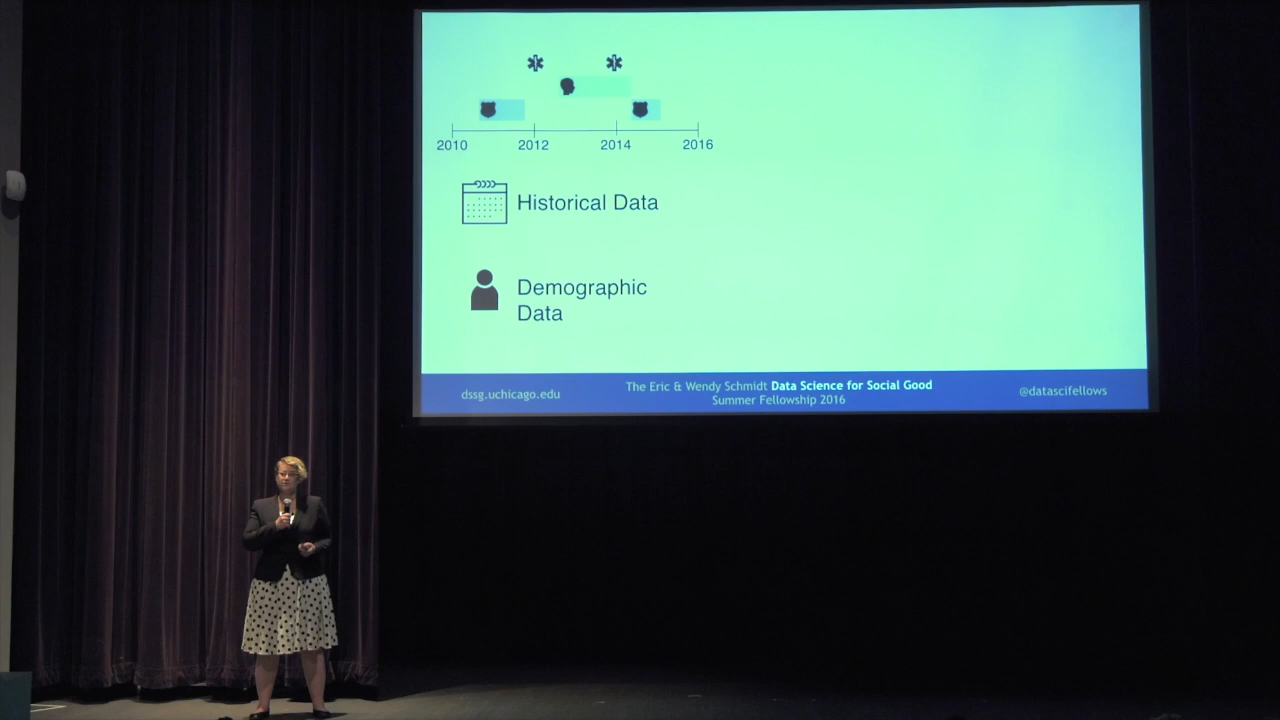 2010 2012 2014 2016
Historical Data
Demographic
Data
dssg.uchicago.edu
The Eric & Wendy Schmidt Data Science for Social Good
Summer Fellowship 2016
@datascifellows